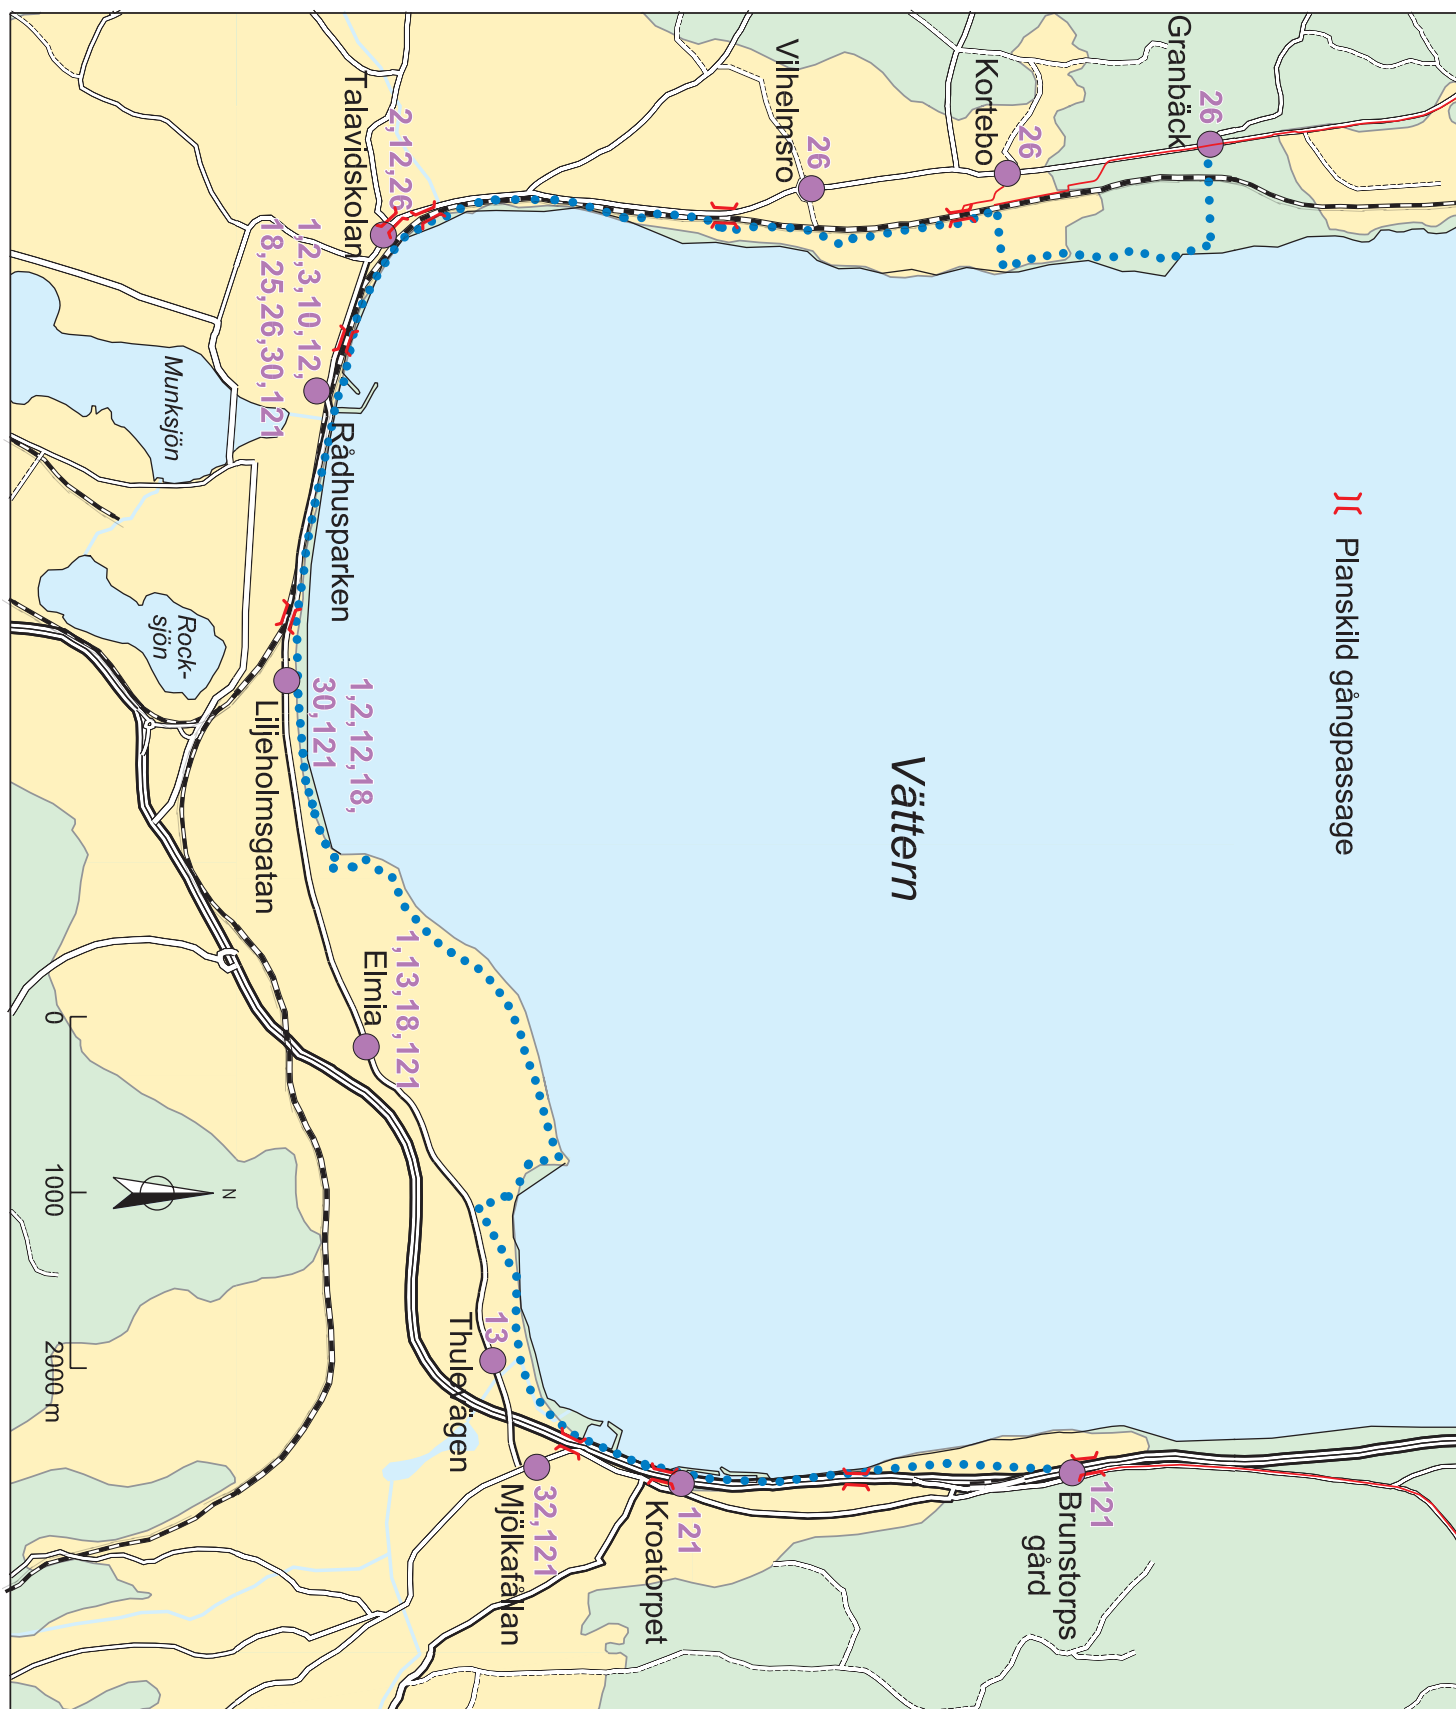 Planskild gångpassage
Granbäck
26
Kortebo
26
Vilhelmsro
26
Talavidskolan
2,12,26
1,2,3,10,12,
18,25,26,30,121
Rådhusparken
Munksjön
Rock-
sjön
1,2,12,18,
30,121
Liljeholmsgatan
Vättern
1,13,18,121
Elmia
13
Thulevägen
32,121
Mjölkafållan
121
Kroatorpet
121
Brunstorps
gård
N
0
1000
2000 m